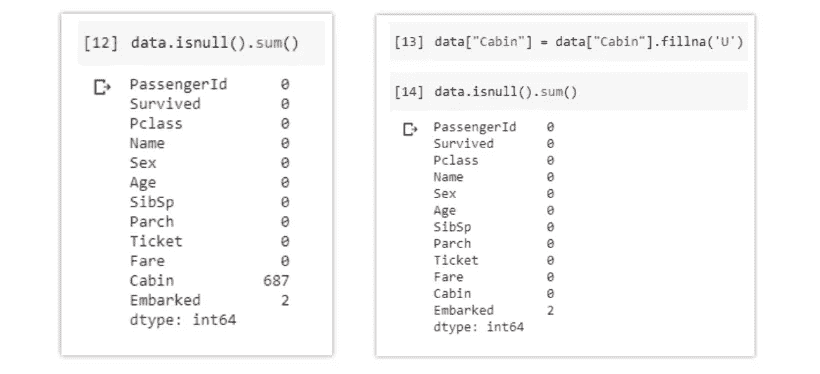 [12] data.isnull().sum()
PassengerId 0
Survived 0
Pclass 0
Name 0
Sex 0
Age 0
SibSp 0
Parch 0
Ticket 0
Fare 0
Cabin 687
Embarked 2
dtype: int64
[13] data["Cabin"] = data["Cabin"].fillna('U')
[14] data.isnull().sum()
PassengerId 0
Survived 0
Pclass 0
Name 0
Sex 0
Age 0
SibSp 0
Parch 0
Ticket 0
Fare 0
Cabin 0
Embarked 2
dtype: int64